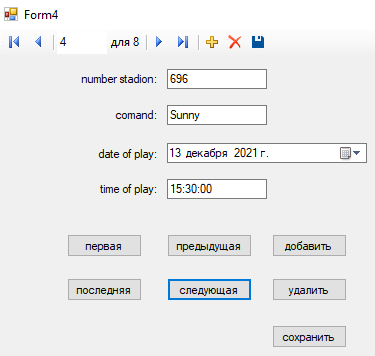 Form4
4 для 8
number stadion: 696
comand: Sunny
date of play: 13 декабря 2021 г.
time of play: 15:30:00
первая предыдущая добавить
последняя следующая удалить
сохранить